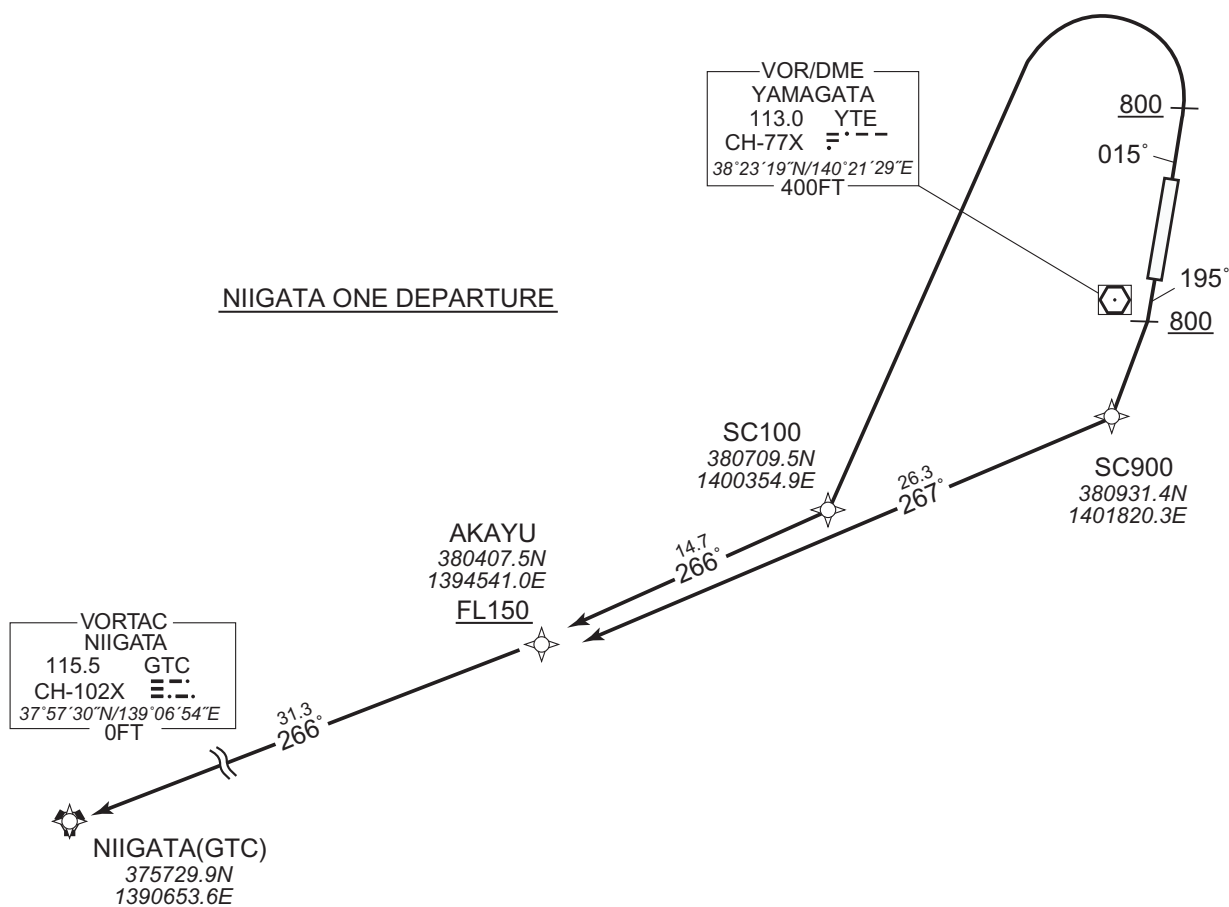 VOR/DME
YAMAGATA
113.0 YTE
CH-77X
38°23´19˝N/140°21´29˝E
400FT
800
015°
195°
800
NIIGATA ONE DEPARTURE
SC100
380709.5N
1400354.9E
26.3
267°
SC900
380931.4N
1401820.3E
AKAYU
380407.5N
1394541.0E
FL150
14.7
266°
VORTAC
NIIGATA
115.5 GTC
CH-102X
37°57´30˝N/139°06´54˝E
0FT
31.3
266°
NIIGATA(GTC)
375729.9N
1390653.6E